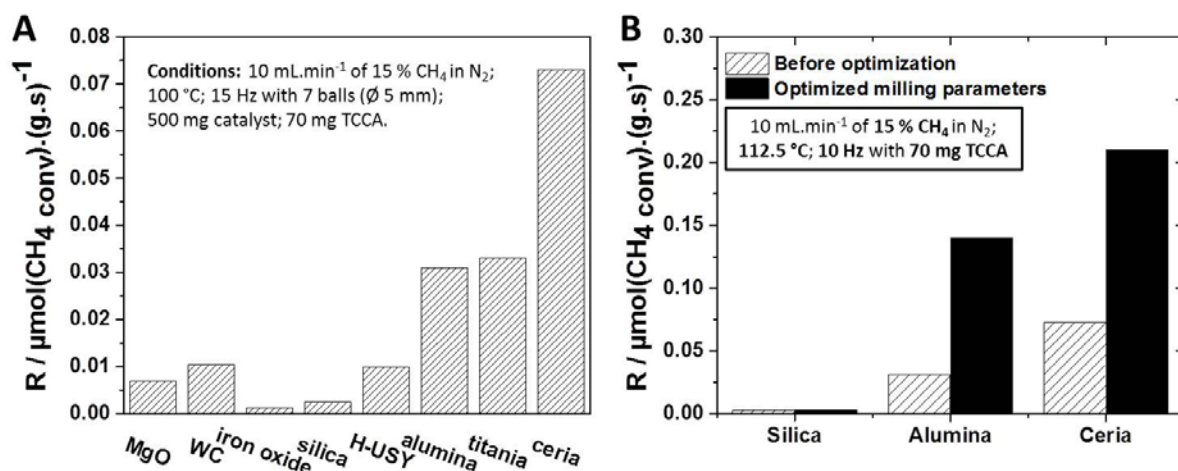 A
R / µmol(CH₄ conv)·(g·s)⁻¹
0.08
0.07
0.06
0.05
0.04
0.03
0.02
0.01
0.00
Conditions: 10 mL.min⁻¹ of 15 % CH₄ in N₂;
100 °C; 15 Hz with 7 balls (Ø 5 mm);
500 mg catalyst; 70 mg TCCA.
MgO
WC
iron oxide
silica
H-USY
alumina
titania
ceria
B
R / µmol(CH₄ conv)·(g·s)⁻¹
0.30
0.25
0.20
0.15
0.10
0.05
0.00
Before optimization
Optimized milling parameters
10 mL.min⁻¹ of 15 % CH₄ in N₂;
112.5 °C; 10 Hz with 70 mg TCCA
Silica
Alumina
Ceria